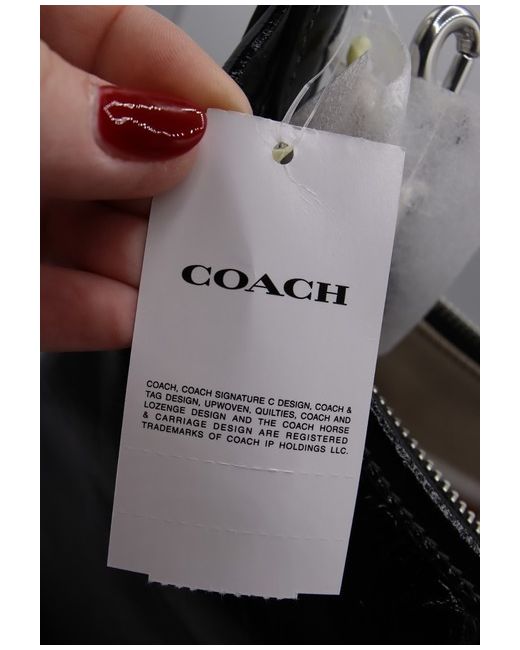 COACH
COACH, COACH SIGNATURE C DESIGN, COACH &
TAG DESIGN, UPWOVEN, QUILTIES, COACH AND
LOZENGE DESIGN AND THE COACH HORSE
& CARRIAGE DESIGN ARE REGISTERED
TRADEMARKS OF COACH IP HOLDINGS LLC.